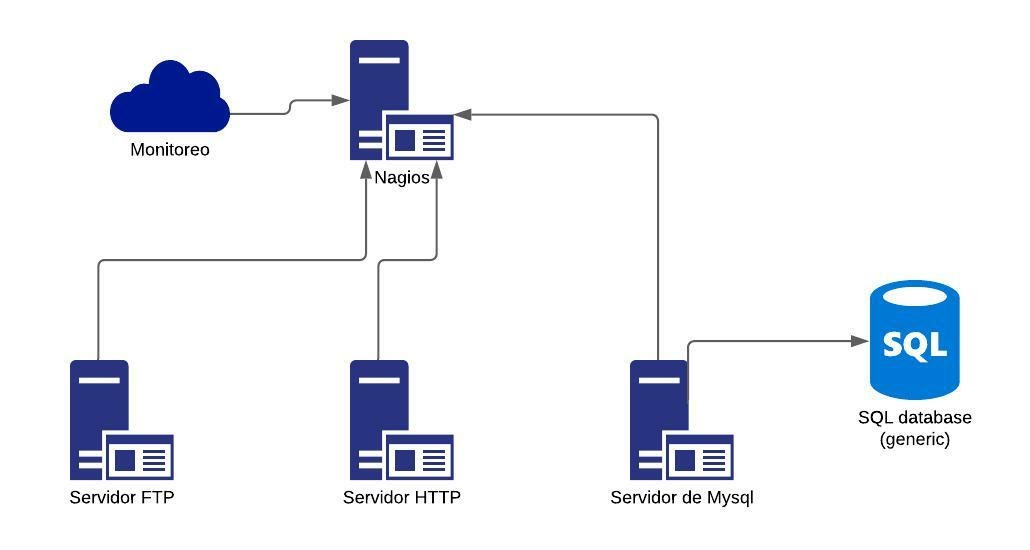 Monitoreo
Nagios
SQL
SQL database
(generic)
Servidor FTP
Servidor HTTP
Servidor de Mysql